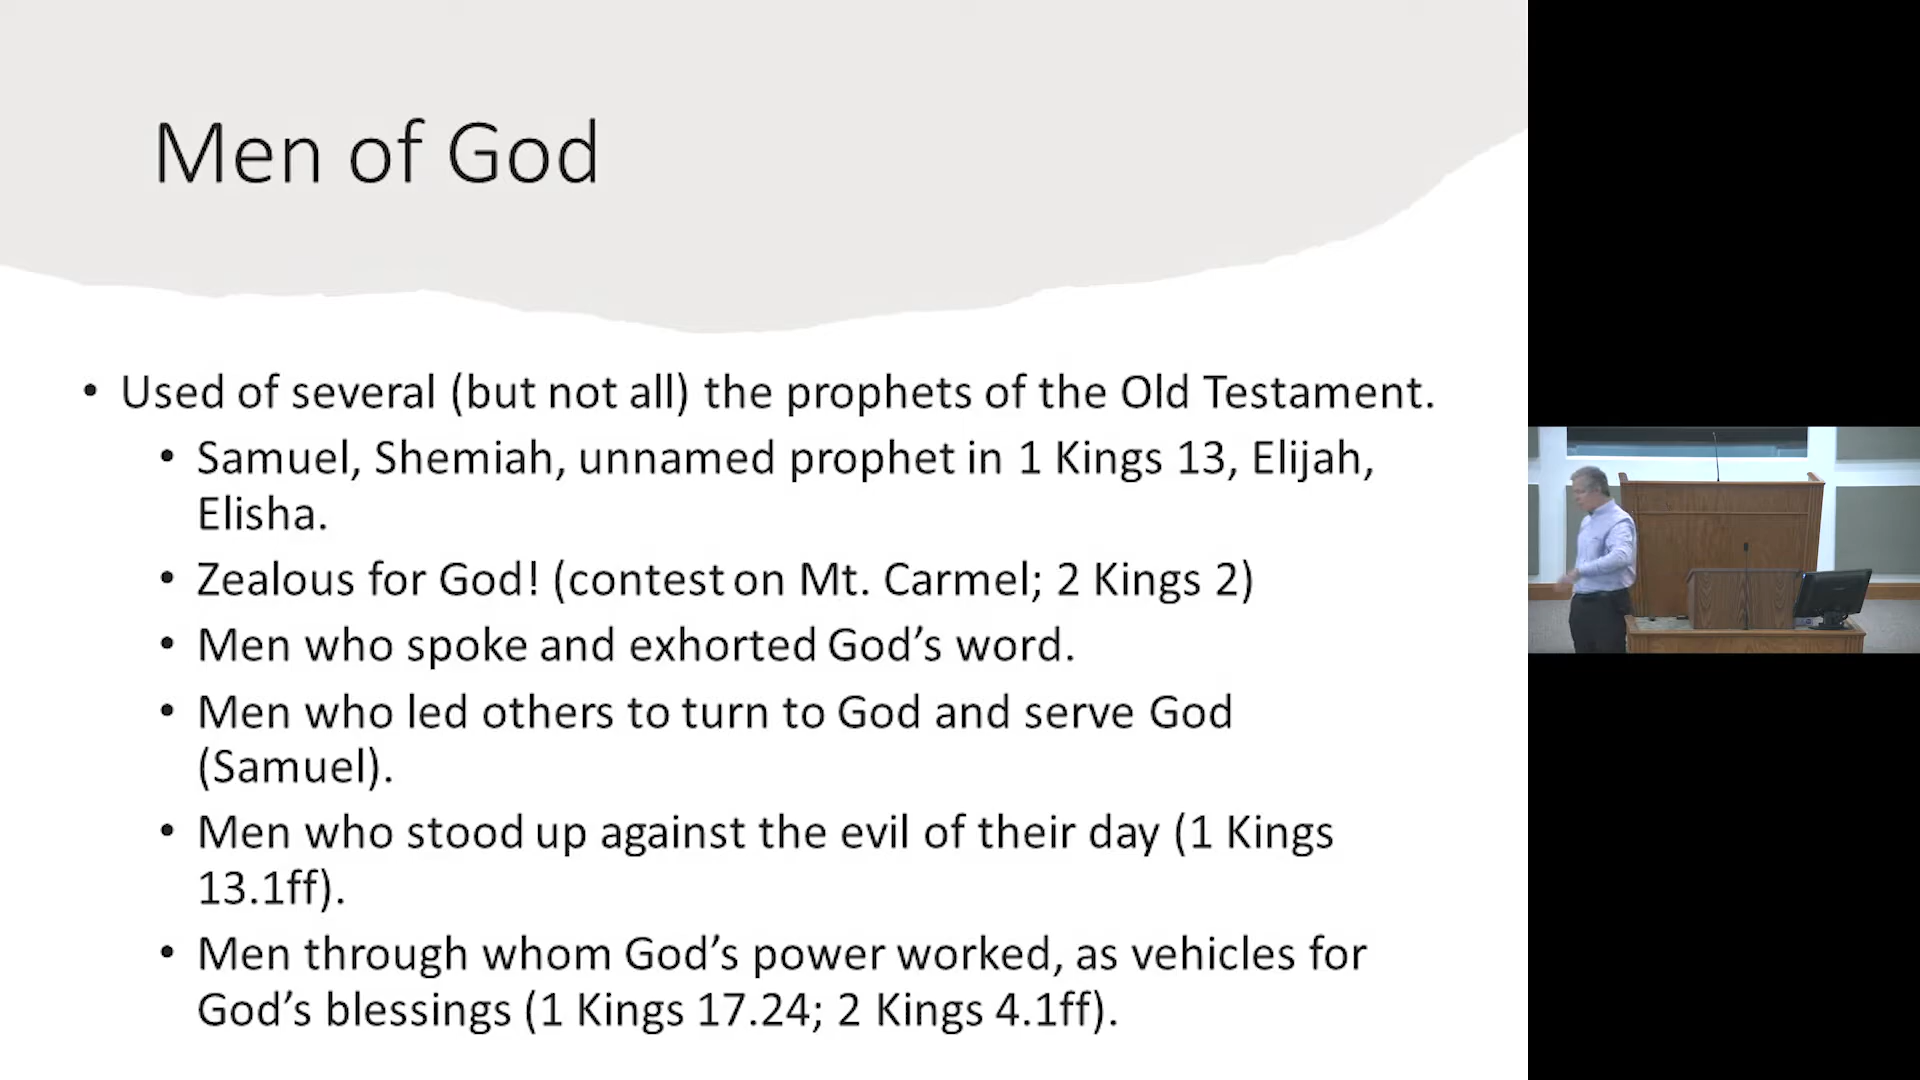 Men of God
• Used of several (but not all) the prophets of the Old Testament.
• Samuel, Shemiah, unnamed prophet in 1 Kings 13, Elijah,
Elisha.
• Zealous for God! (contest on Mt. Carmel; 2 Kings 2)
• Men who spoke and exhorted God’s word.
• Men who led others to turn to God and serve God
(Samuel).
• Men who stood up against the evil of their day (1 Kings
13.1ff).
• Men through whom God’s power worked, as vehicles for
God’s blessings (1 Kings 17.24; 2 Kings 4.1ff).